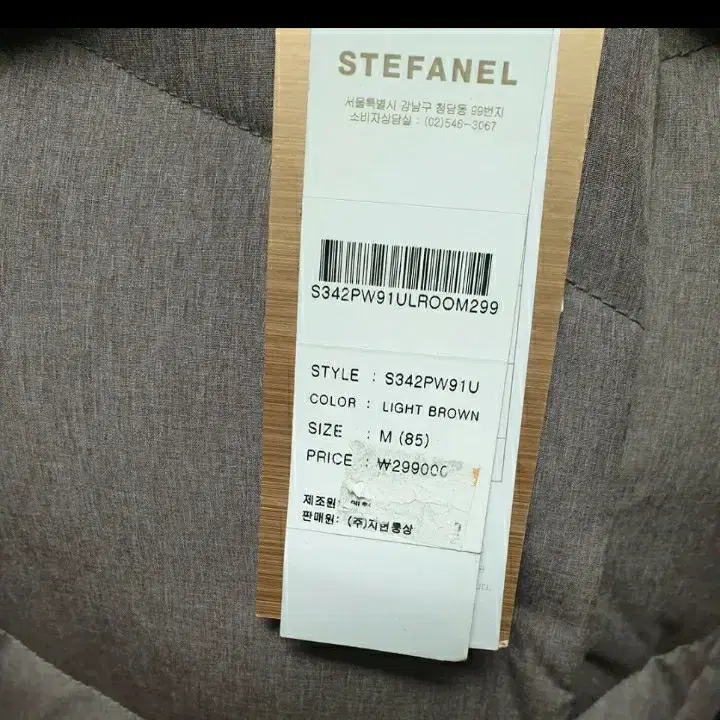 STEFANEL
서울특별시 강남구 청담동 99번지
소비자상담실 : (02)546-3067
S342PW91ULROOM299
STYLE : S342PW91U
COLOR : LIGHT BROWN
SIZE : M (85)
PRICE : ₩299000
제조원:
판매원: (주)지현통상